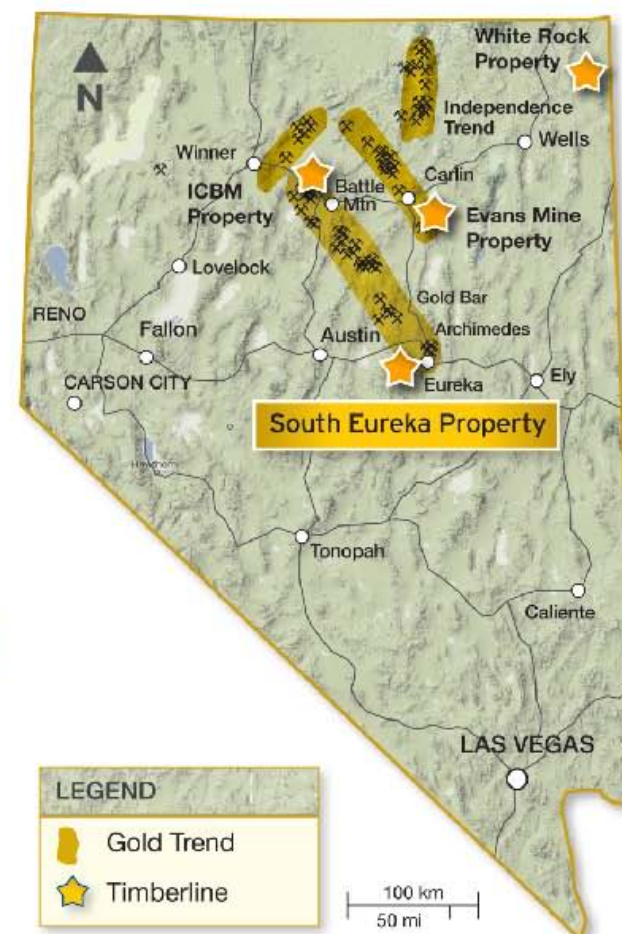 White Rock
Property
N
Independence
Trend
Wells
Winner
Carlin
ICBM
Property
Battle
Mtn
Evans Mine
Property
Lovelock
Gold Bar
RENO
Fallon
Austin
Archimedes
CARSON CITY
Eureka
Ely
South Eureka Property
Tonopah
Caliente
LAS VEGAS
LEGEND
Gold Trend
Timberline
100 km
50 mi